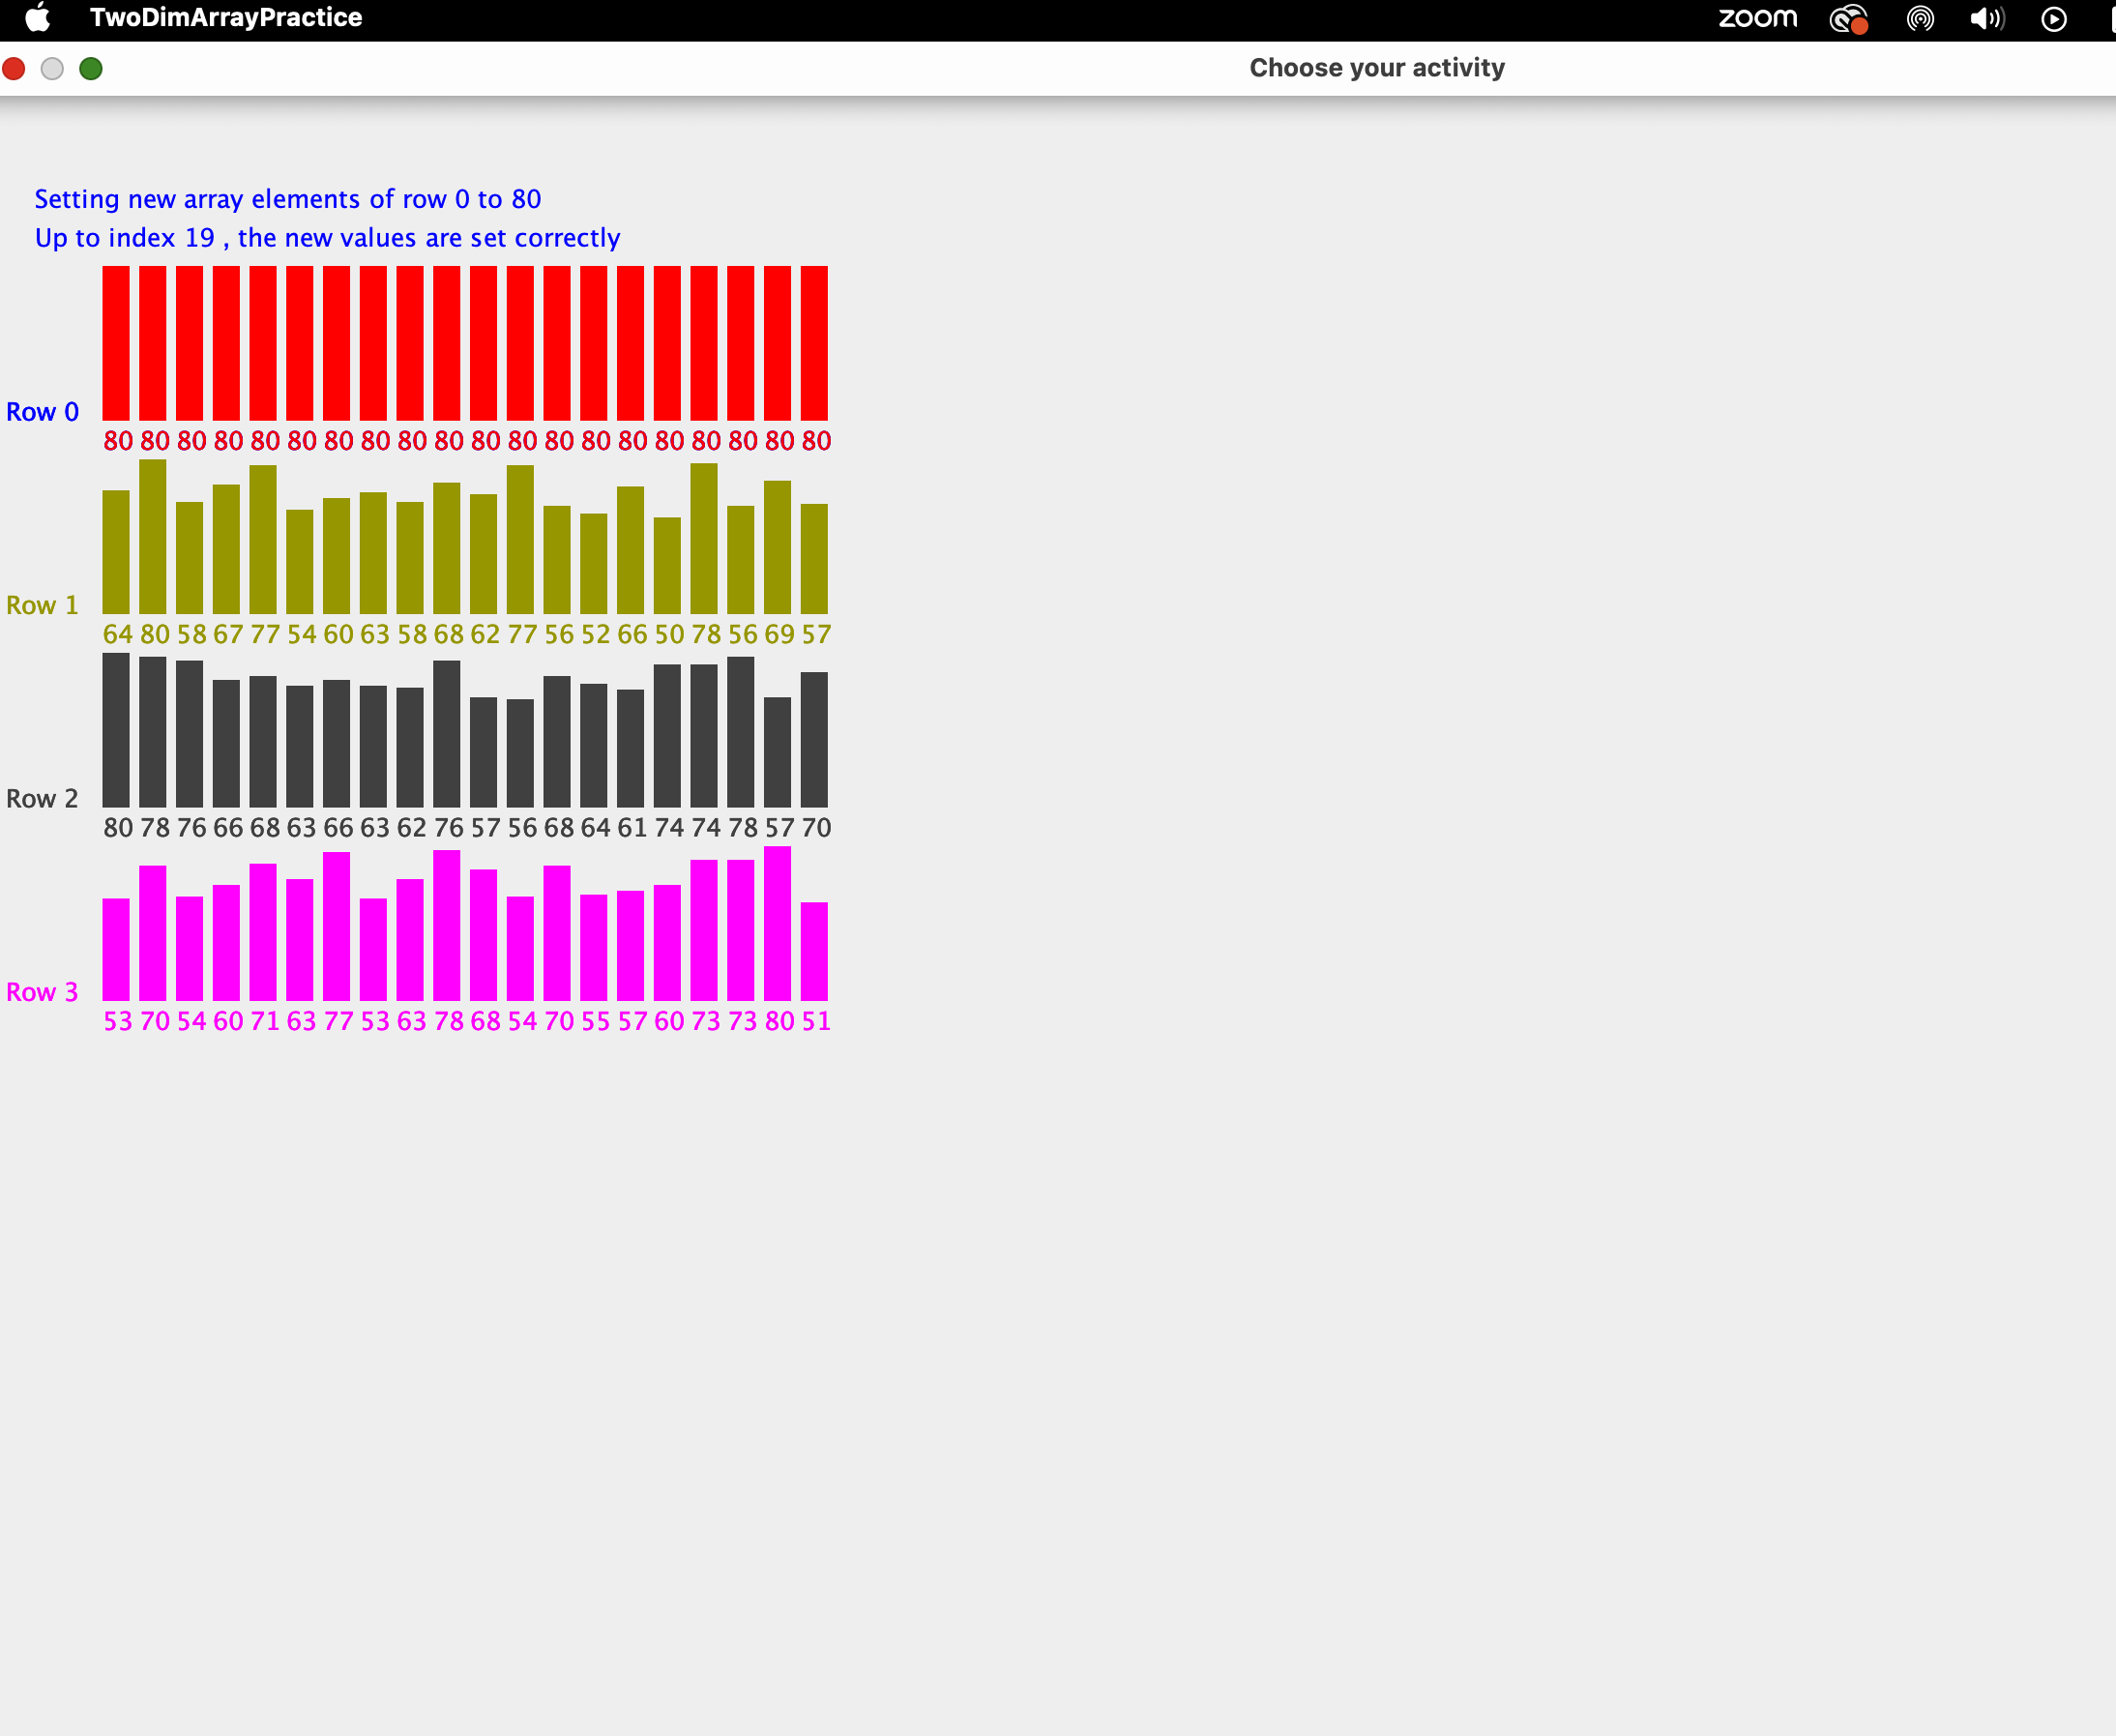 TwoDimArrayPractice zoom
Choose your activity
Setting new array elements of row 0 to 80
Up to index 19 , the new values are set correctly
Row 0
80 80 80 80 80 80 80 80 80 80 80 80 80 80 80 80 80 80 80 80
Row 1
64 80 58 67 77 54 60 63 58 68 62 77 56 52 66 50 78 56 69 57
Row 2
80 78 76 66 68 63 66 63 62 76 57 56 68 64 61 74 74 78 57 70
Row 3
53 70 54 60 71 63 77 53 63 78 68 54 70 55 57 60 73 73 80 51